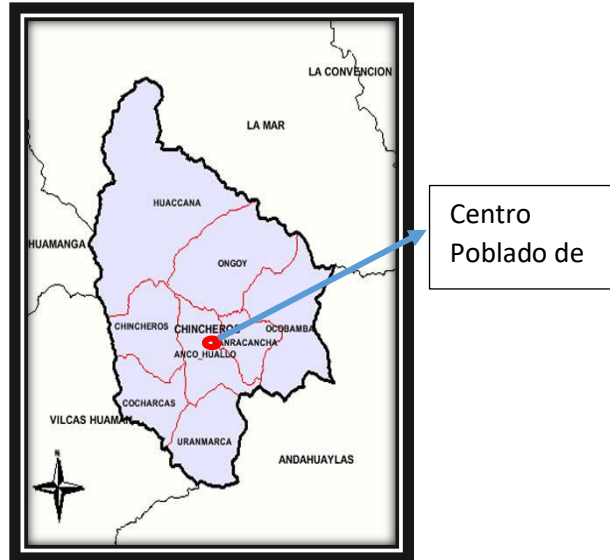 LA CONVENCION
LA MAR
HUACCANA
HUAMANGA
ONGOY
CHINCHEROS
CHINCHEROS
OCOBAMBA
ANRACANCHA
ANCO_HUALLO
COCHARCAS
VILCAS HUAMAN
URANMARCA
ANDAHUAYLAS
Centro
Poblado de